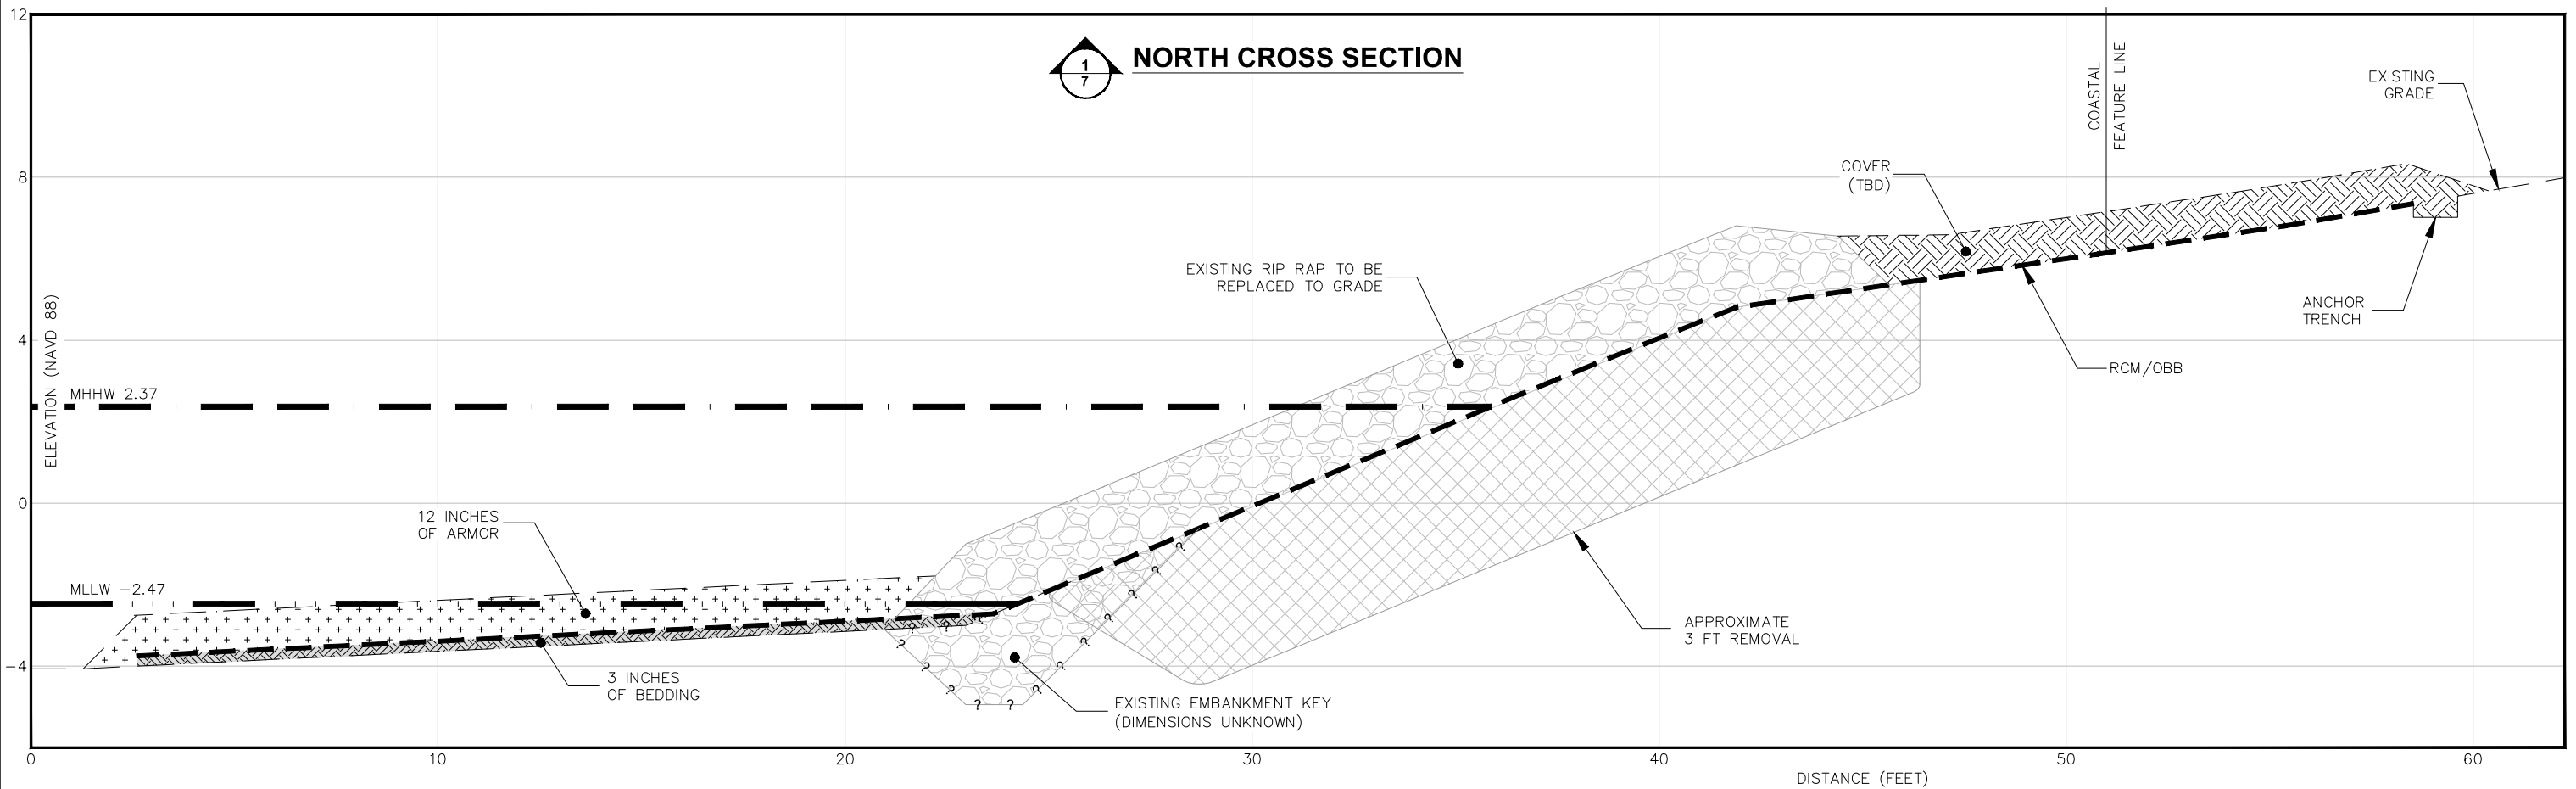 12
8
4
0
-4
ELEVATION (NAVD 88)
1
7
NORTH CROSS SECTION
COASTAL
FEATURE LINE
EXISTING
GRADE
COVER
(TBD)
EXISTING RIP RAP TO BE
REPLACED TO GRADE
ANCHOR
TRENCH
RCM/OBB
MHHW 2.37
12 INCHES
OF ARMOR
MLLW -2.47
3 INCHES
OF BEDDING
? ? ? ? ? ? ? ? ? ? ? ? ? ? ? ?
EXISTING EMBANKMENT KEY
(DIMENSIONS UNKNOWN)
APPROXIMATE
3 FT REMOVAL
0 10 20 30 40 50 60
DISTANCE (FEET)